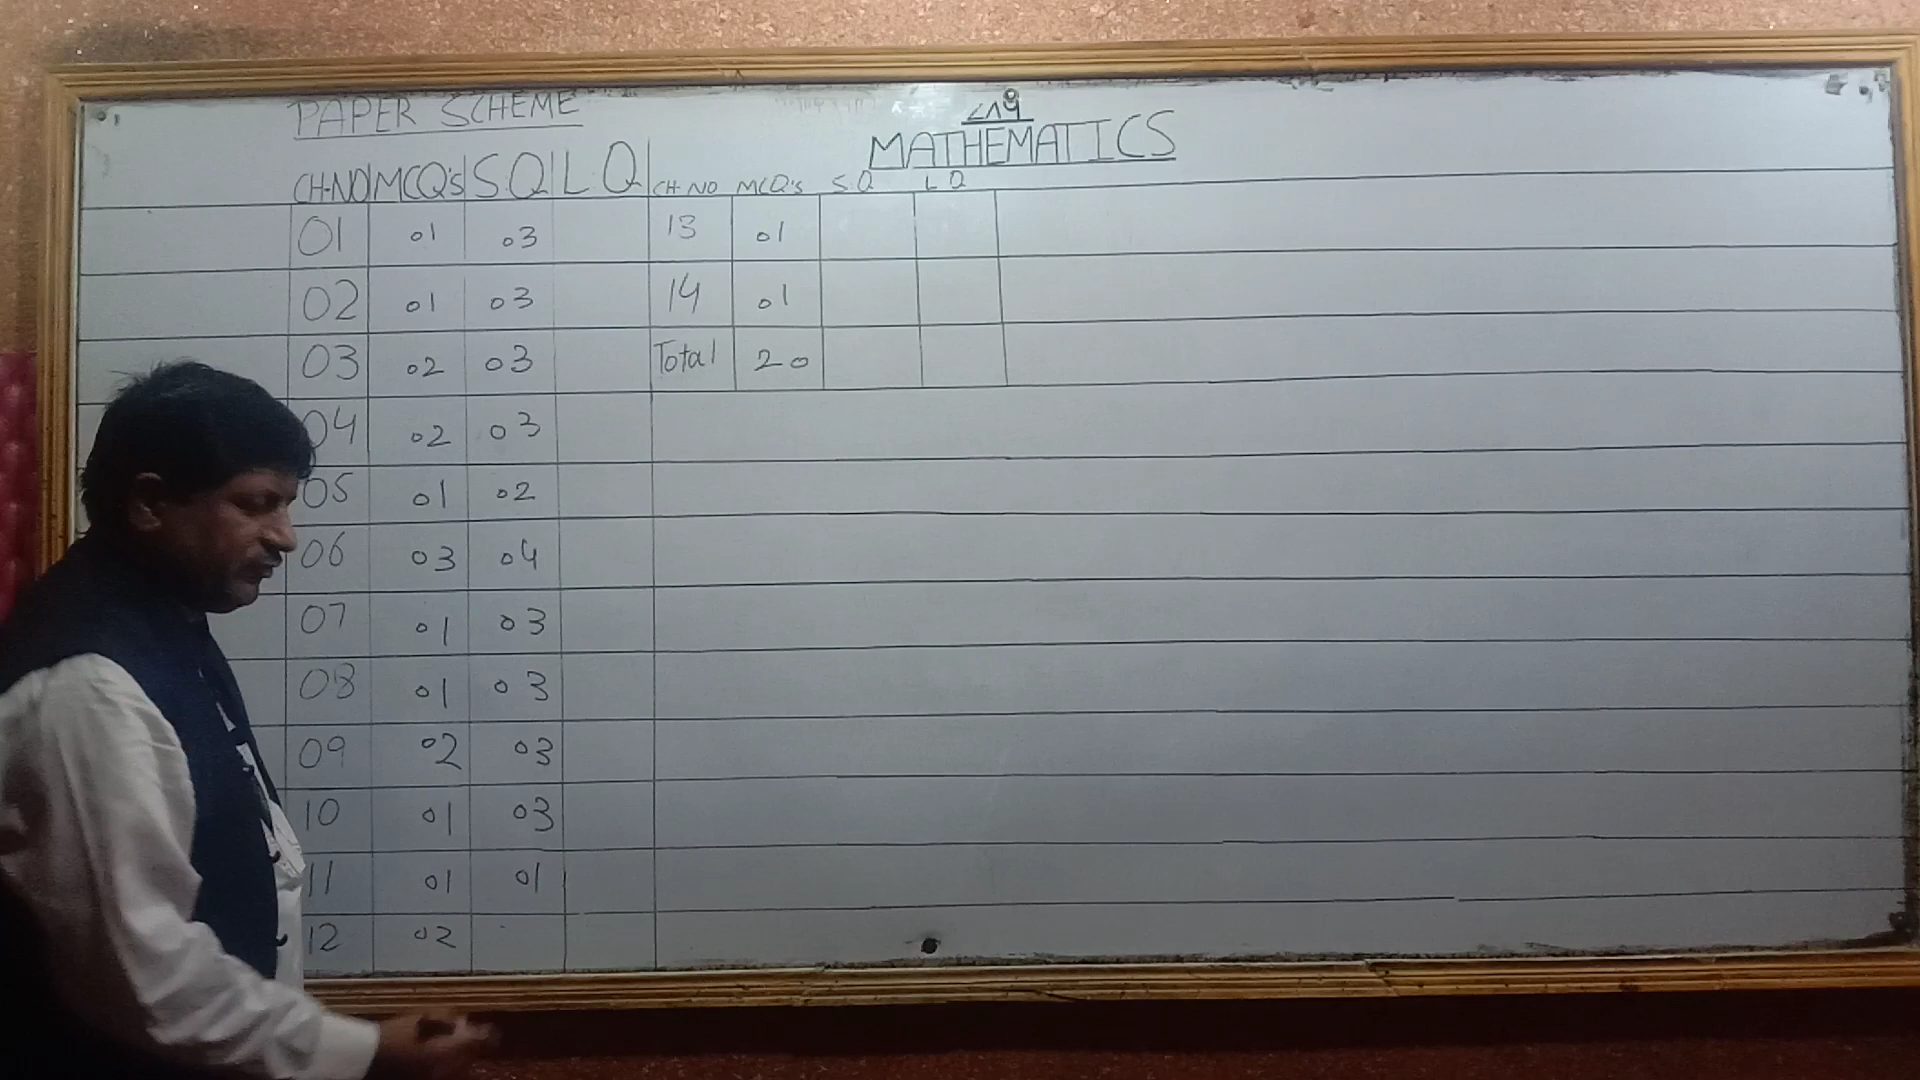 PAPER SCHEME
MATHEMATICS
CH-NO MCQ's SQ LQ CH-NO MCQ's SQ LQ
01 01 03 13 01
02 01 03 14 01
03 02 03 Total 20
04 02 03
05 01 02
06 03 04
07 01 03
08 01 03
09 02 03
10 01 03
11 01 01
12 02